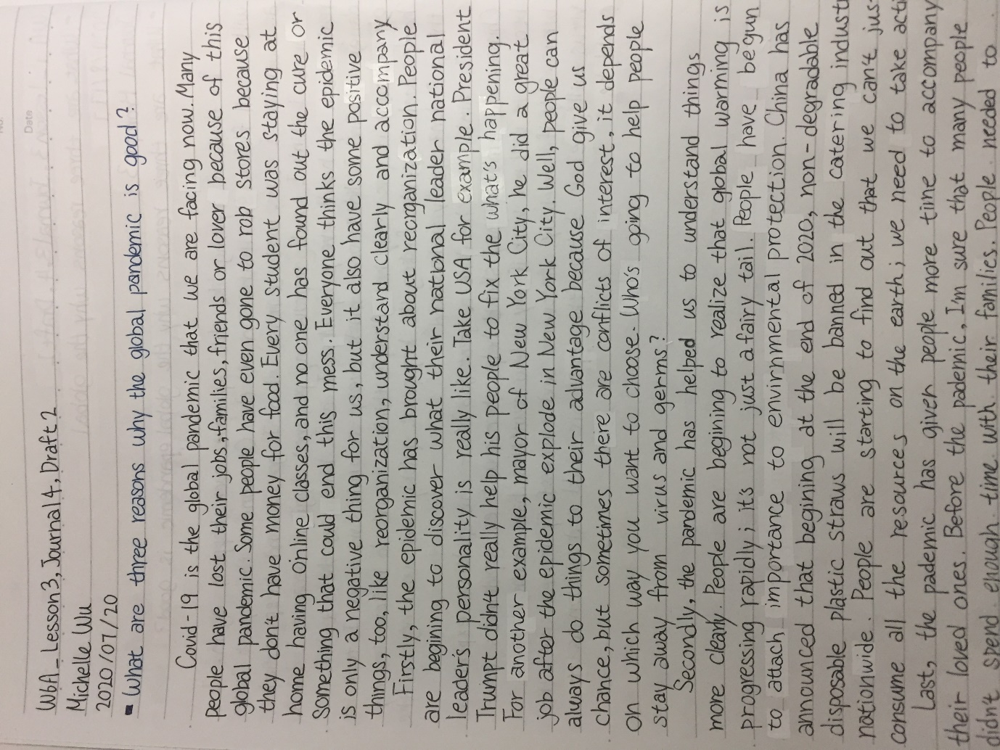 No.
Date
WbA_Lesson3, Journal 4, Draft 2
Michelle Wu
2020/07/20
▪ What are three reasons why the global pandemic is good?
Covid-19 is the global pandemic that we are facing now. Many
people have lost their jobs, families, friends or lover because of this
global pandemic. Some people have even gone to rob stores because
they don't have money for food. Every student was staying at
home having online classes, and no one has found out the cure or
something that could end this mess. Everyone thinks the epidemic
is only a negative thing for us, but it also have some positive
things, too, like reorganization, understand clearly and accompany
Firstly, the epidemic has brought about reorganization. People
are beginning to discover what their national leader national
leader's personality is really like. Take USA for example. President
Trumpt didn't really help his people to fix the what's happening.
For another example, mayor of New York City, he did a great
job after the epidemic explode in New York City. Well, people can
always do things to their advantage because God give us
chance, but sometimes there are conflicts of interest, it depends
on which way you want to choose. Who's going to help people
stay away from virus and germs?
Secondly, the pandemic has helped us to understand things
more clearly. People are begining to realize that global warming is
progressing rapidly; it's not just a fairy tail. People have begun
to attach importance to envirnmental protection. China has
announced that begining at the end of 2020, non-degradable
disposable plastic straws will be banned in the catering industr
nationwide. People are starting to find out that we can't jus
consume all the resources on the earth; we need to take acti
Last, the pademic has given people more time to accompany
their loved ones. Before the pademic, I'm sure that many people
didn't spend enough time with their families. People needed to